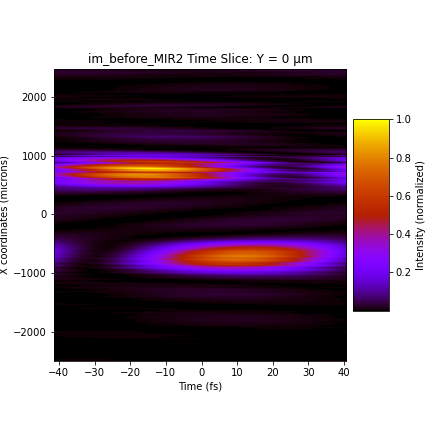 im_before_MIR2 Time Slice: Y = 0 μm
X coordinates (microns)
2000
1000
0
−1000
−2000
−40 −30 −20 −10 0 10 20 30 40
Time (fs)
1.0
0.8
0.6
0.4
0.2
Intensity (normalized)